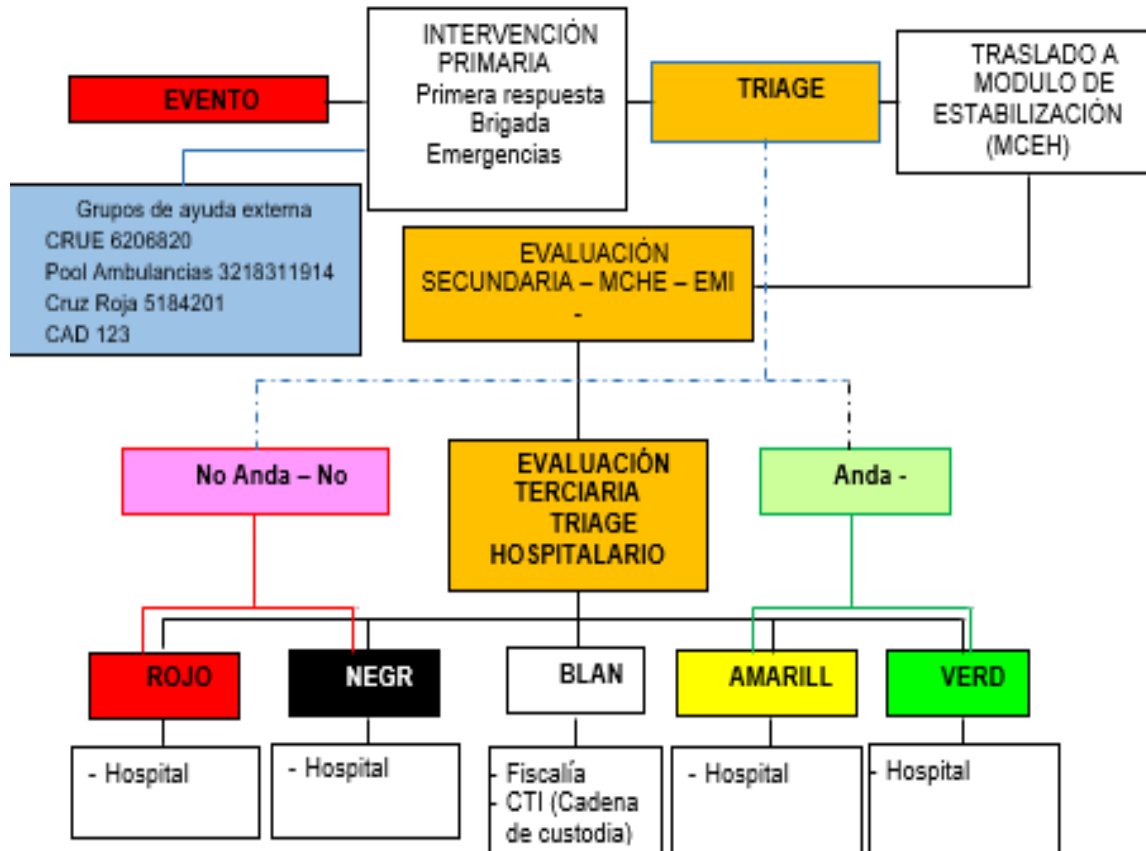 EVENTO
INTERVENCIÓN
PRIMARIA
Primera respuesta
Brigada
Emergencias
TRIAGE
TRASLADO A
MODULO DE
ESTABILIZACIÓN
(MCEH)
Grupos de ayuda externa
CRUE 6206820
Pool Ambulancias 3218311914
Cruz Roja 5184201
CAD 123
EVALUACIÓN
SECUNDARIA – MCHE – EMI
-
No Anda – No
EVALUACIÓN
TERCIARIA
TRIAGE
HOSPITALARIO
Anda -
ROJO
NEGR
BLAN
AMARILL
VERD
- Hospital
- Hospital
- Fiscalía
- CTI (Cadena
de custodia)
- Hospital
- Hospital